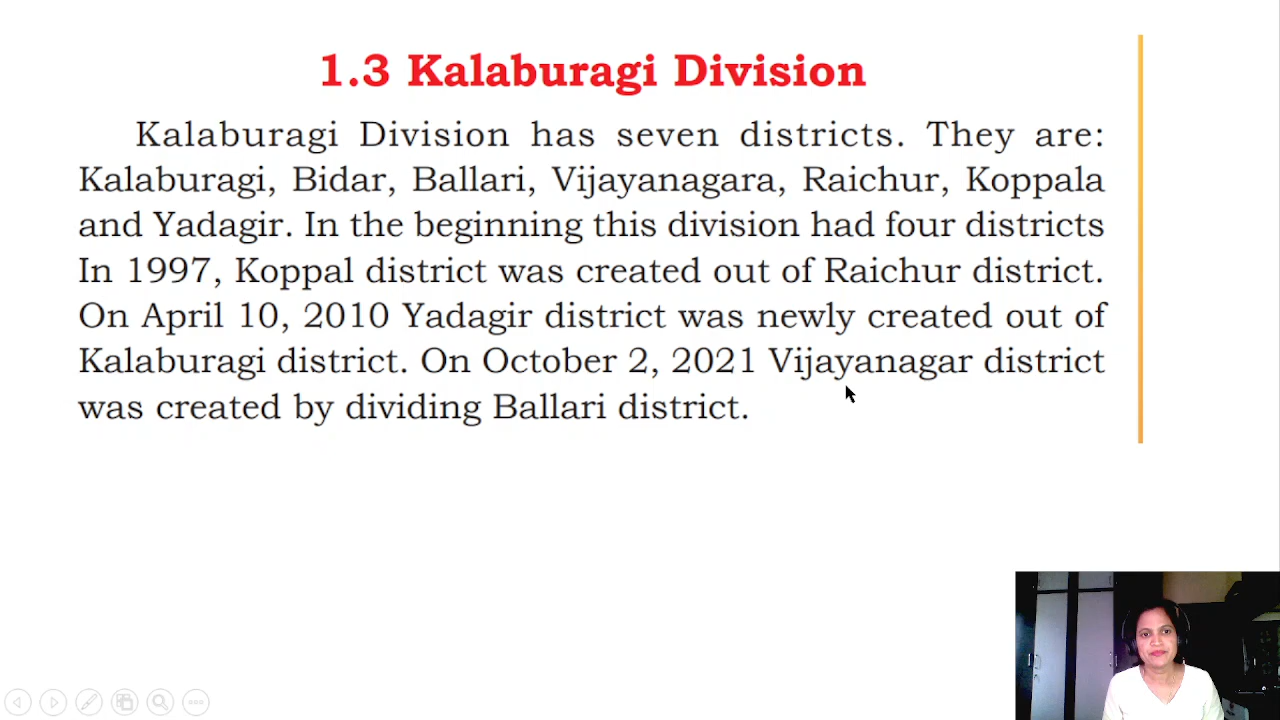 1.3 Kalaburagi Division
Kalaburagi Division has seven districts. They are:
Kalaburagi, Bidar, Ballari, Vijayanagara, Raichur, Koppala
and Yadagir. In the beginning this division had four districts
In 1997, Koppal district was created out of Raichur district.
On April 10, 2010 Yadagir district was newly created out of
Kalaburagi district. On October 2, 2021 Vijayanagar district
was created by dividing Ballari district.